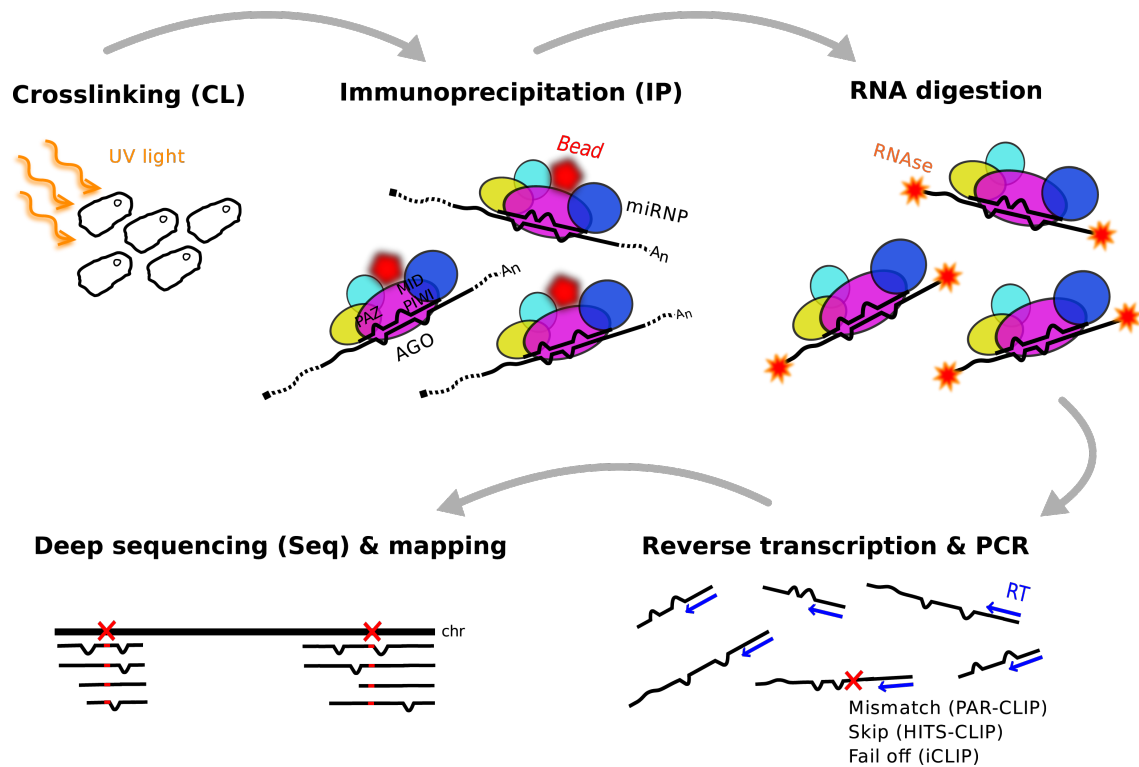 Crosslinking (CL)
Immunoprecipitation (IP)
RNA digestion
UV light
Bead
miRNP
An
RNAse
An
MID
PIWI
PAZ
AGO
An
Deep sequencing (Seq) & mapping
Reverse transcription & PCR
chr
RT
Mismatch (PAR-CLIP)
Skip (HITS-CLIP)
Fail off (iCLIP)